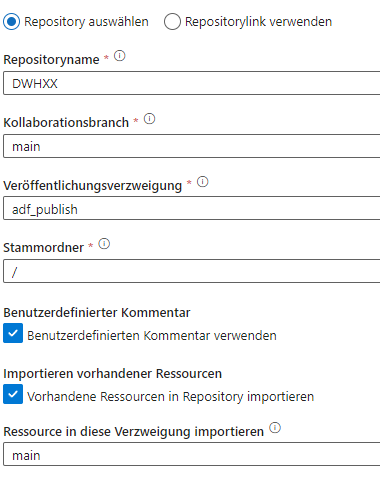 Repository auswählen Repositorylink verwenden
Repositoryname *
DWHXX
Kollaborationsbranch *
main
Veröffentlichungsverzweigung *
adf_publish
Stammordner *
/
Benutzerdefinierter Kommentar
Benutzerdefinierten Kommentar verwenden
Importieren vorhandener Ressourcen
Vorhandene Ressourcen in Repository importieren
Ressource in diese Verzweigung importieren
main